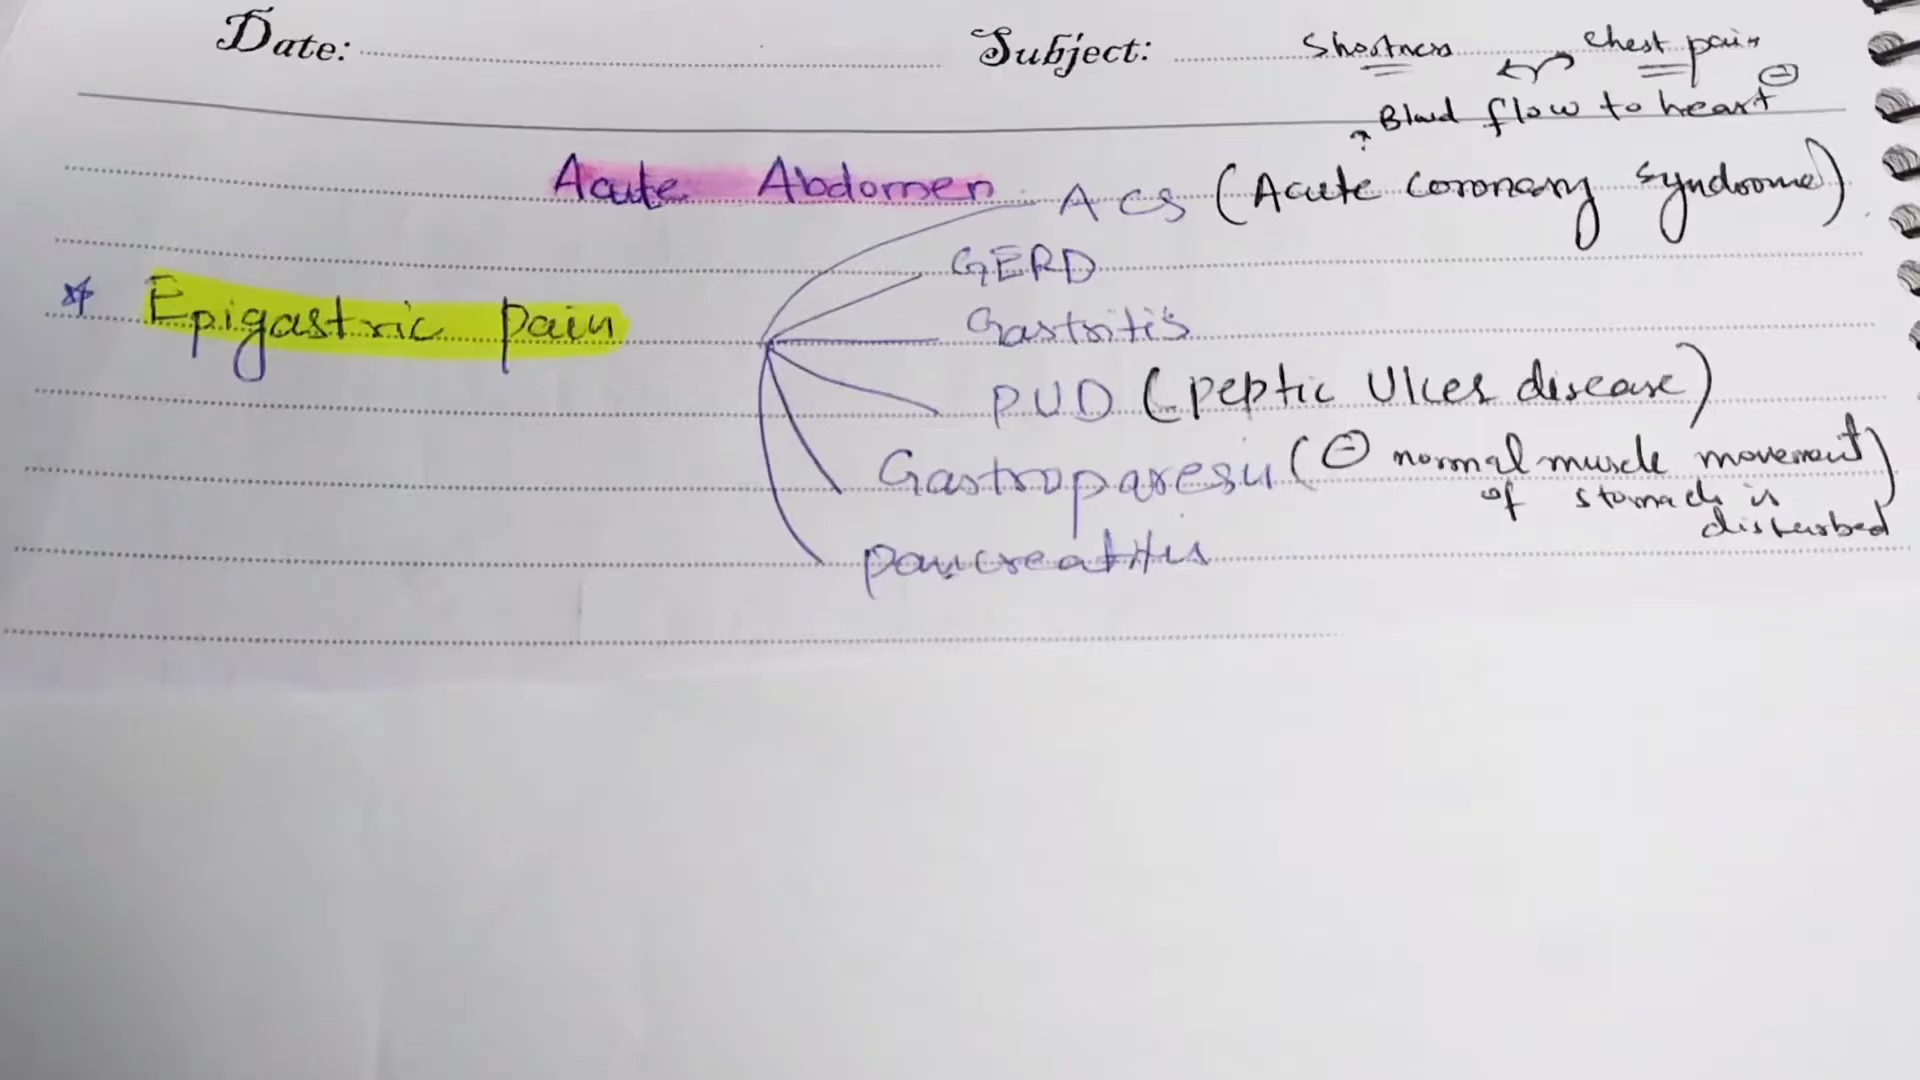 Date: Subject: Shortness Chest pain
Blood flow to heart ⊖
Acute Abdomen
ACS (Acute coronary syndrome)
GERD
* Epigastric pain
Gastritis
PUD (peptic Ulcer disease)
Gastroparesis (⊖ normal muscle movement
of stomach is
disturbed)
pancreatitis